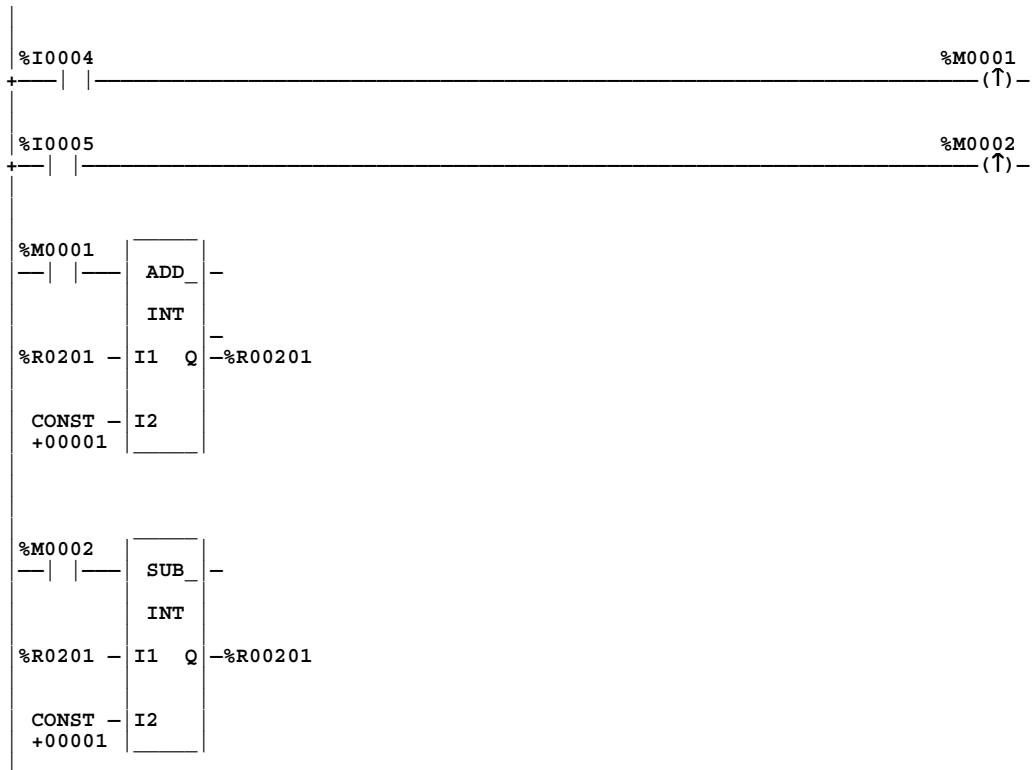 %I0004 %M0001
(↑)
%I0005 %M0002
(↑)
%M0001
ADD_
INT
%R0201 I1 Q %R00201
CONST I2
+00001
%M0002
SUB_
INT
%R0201 I1 Q %R00201
CONST I2
+00001